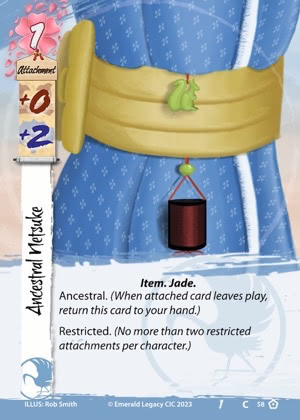 1
Attachment
+0
+2
Ancestral Netsuke
Item. Jade.
Ancestral. (When attached card leaves play,
return this card to your hand.)
Restricted. (No more than two restricted
attachments per character.)
ILLUS: Rob Smith © Emerald Legacy CIC 2023 1 C 58